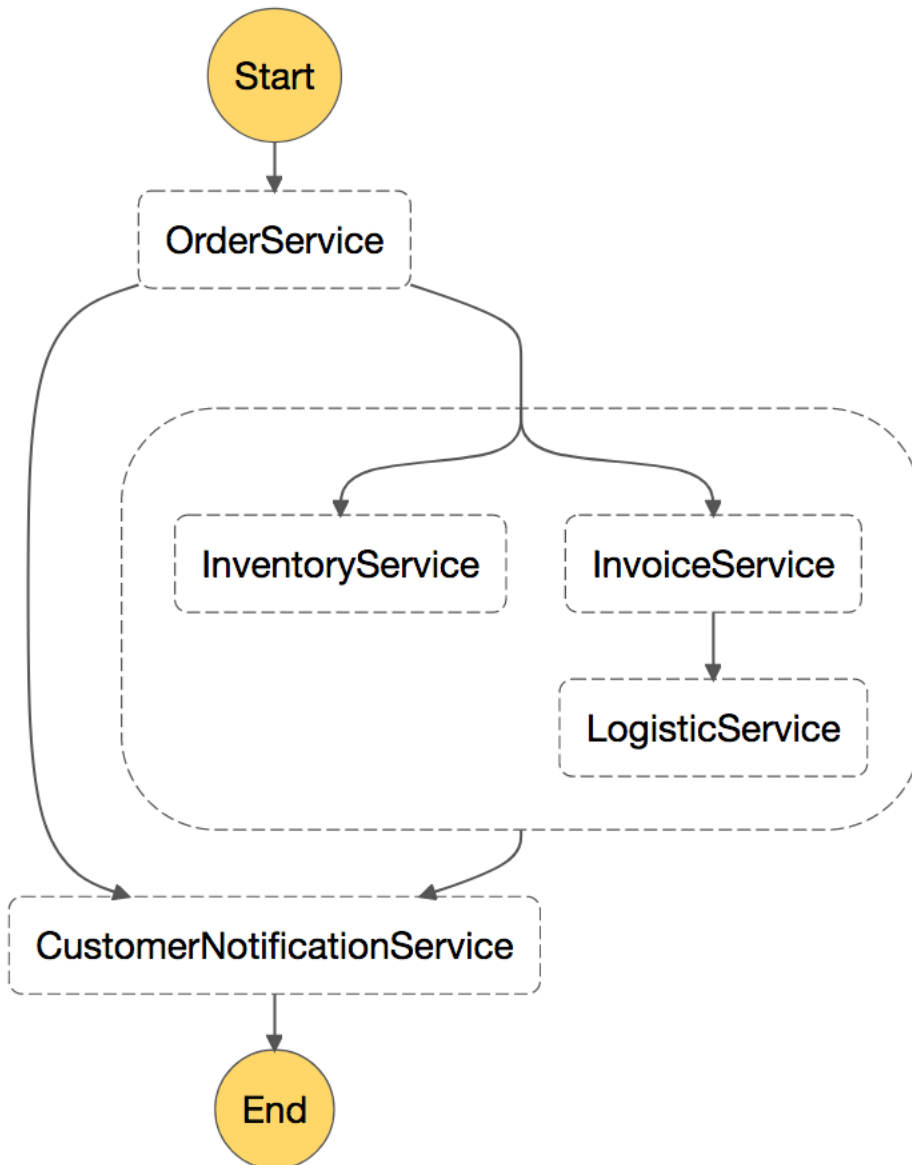 Start
OrderService
InventoryService
InvoiceService
LogisticService
CustomerNotificationService
End